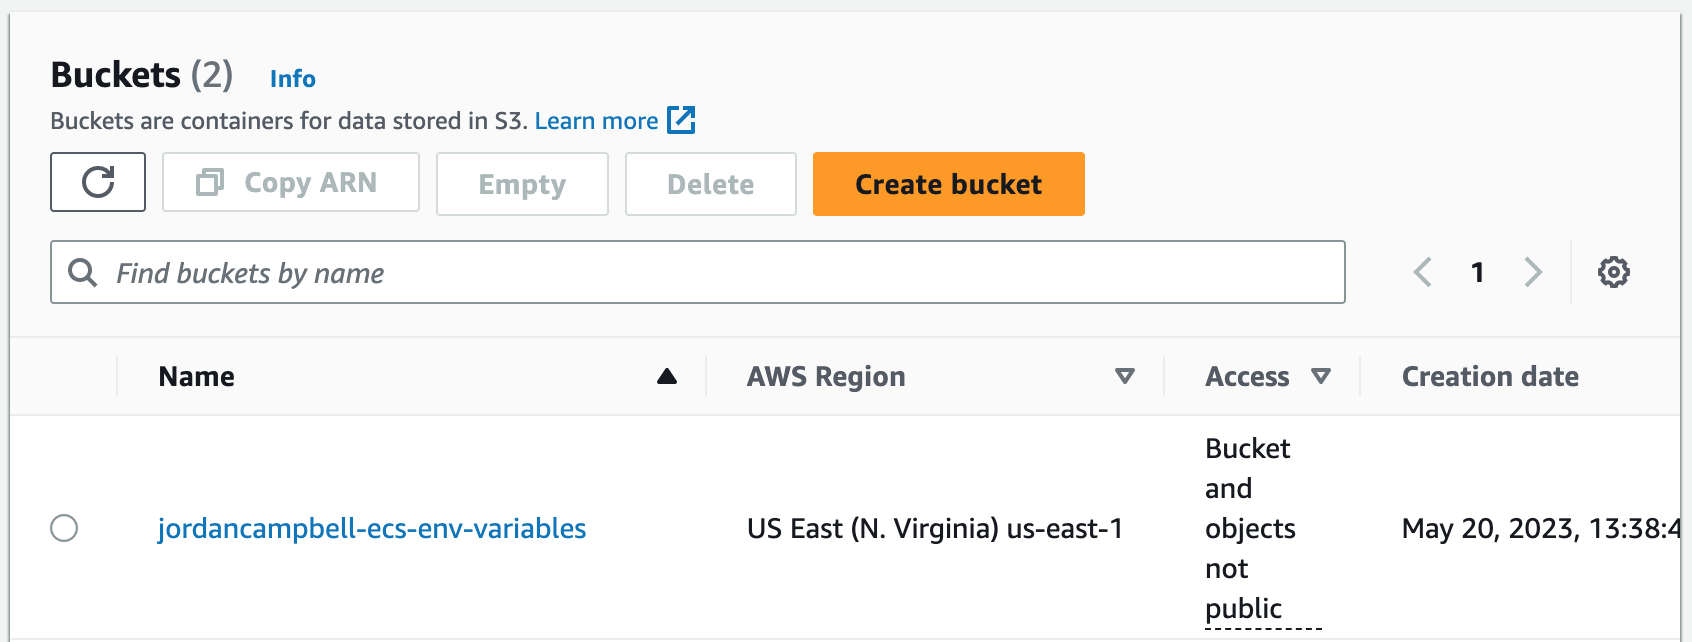 Buckets (2) Info
Buckets are containers for data stored in S3. Learn more
Copy ARN Empty Delete Create bucket
Find buckets by name 1
Name AWS Region Access Creation date
Bucket
and
jordancampbell-ecs-env-variables US East (N. Virginia) us-east-1 objects May 20, 2023, 13:38:4
not
public